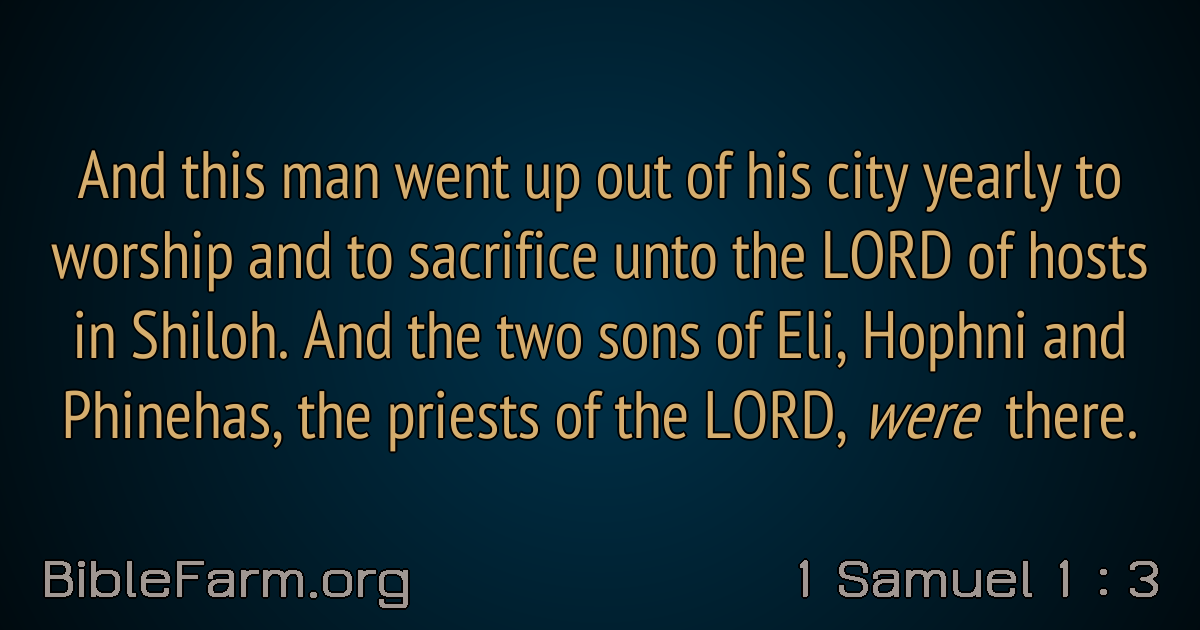 And this man went up out of his city yearly to
worship and to sacrifice unto the LORD of hosts
in Shiloh. And the two sons of Eli, Hophni and
Phinehas, the priests of the LORD, were there.
BibleFarm.org
1 Samuel 1 : 3